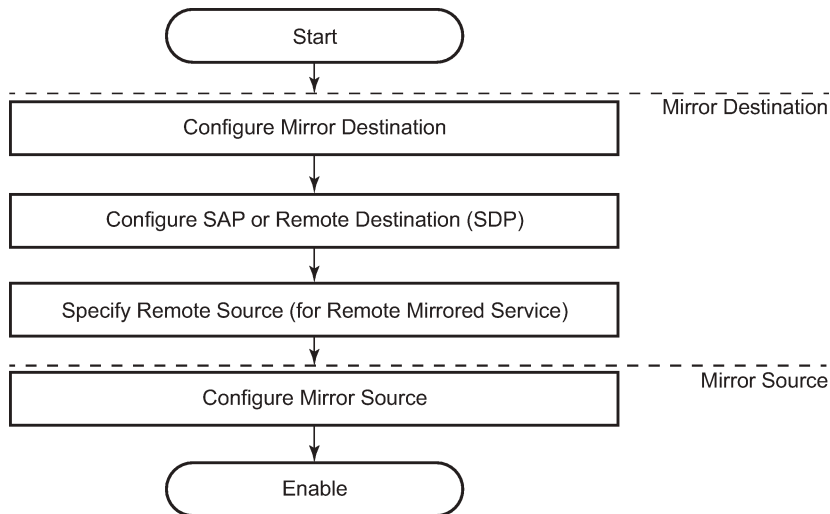 Start
Mirror Destination
Configure Mirror Destination
Configure SAP or Remote Destination (SDP)
Specify Remote Source (for Remote Mirrored Service)
Mirror Source
Configure Mirror Source
Enable